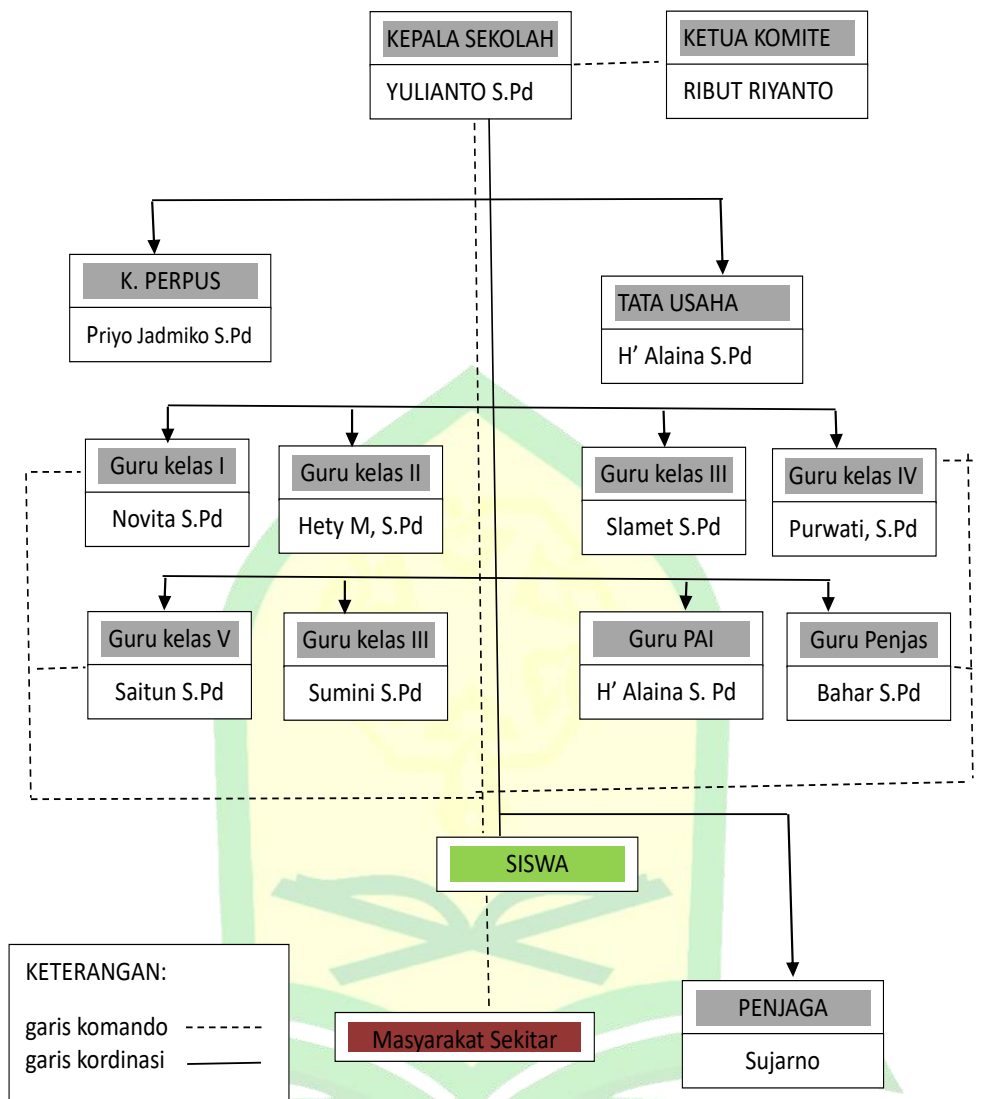 KEPALA SEKOLAH
YULIANTO S.Pd
KETUA KOMITE
RIBUT RIYANTO
K. PERPUS
Priyo Jadmiko S.Pd
TATA USAHA
H’ Alaina S.Pd
Guru kelas I
Novita S.Pd
Guru kelas II
Hety M, S.Pd
Guru kelas III
Slamet S.Pd
Guru kelas IV
Purwati, S.Pd
Guru kelas V
Saitun S.Pd
Guru kelas III
Sumini S.Pd
Guru PAI
H’ Alaina S. Pd
Guru Penjas
Bahar S.Pd
SISWA
Masyarakat Sekitar
PENJAGA
Sujarno
KETERANGAN:
garis komando
garis kordinasi